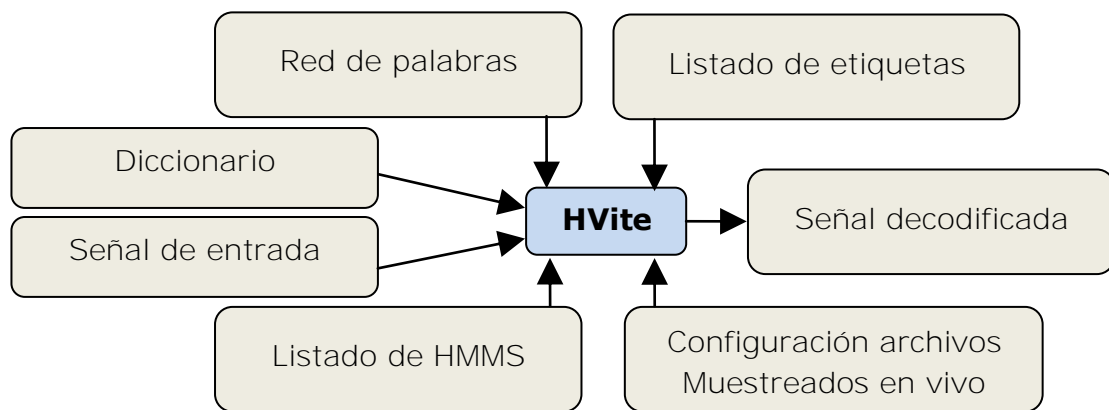 Red de palabras
Listado de etiquetas
Diccionario
HVite
Señal decodificada
Señal de entrada
Listado de HMMS
Configuración archivos
Muestreados en vivo